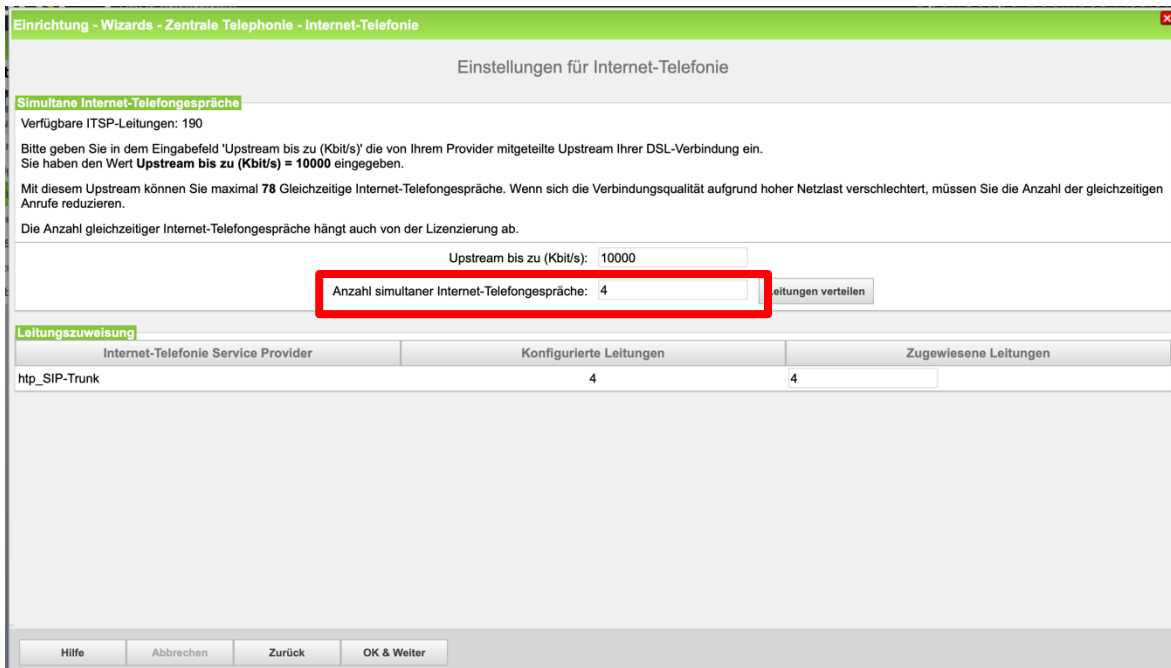 Einrichtung - Wizards - Zentrale Telephonie - Internet-Telefonie
Einstellungen für Internet-Telefonie
Simultane Internet-Telefongespräche
Verfügbare ITSP-Leitungen: 190
Bitte geben Sie in dem Eingabefeld 'Upstream bis zu (Kbit/s)' die von Ihrem Provider mitgeteilte Upstream Ihrer DSL-Verbindung ein.
Sie haben den Wert Upstream bis zu (Kbit/s) = 10000 eingegeben.
Mit diesem Upstream können Sie maximal 78 Gleichzeitige Internet-Telefongespräche. Wenn sich die Verbindungsqualität aufgrund hoher Netzlast verschlechtert, müssen Sie die Anzahl der gleichzeitigen
Anrufe reduzieren.
Die Anzahl gleichzeitiger Internet-Telefongespräche hängt auch von der Lizenzierung ab.
Upstream bis zu (Kbit/s): 10000
Anzahl simultaner Internet-Telefongespräche: 4 eitungen verteilen
Leitungszuweisung
Internet-Telefonie Service Provider Konfigurierte Leitungen Zugewiesene Leitungen
htp_SIP-Trunk 4 4
Hilfe Abbrechen Zurück OK & Weiter